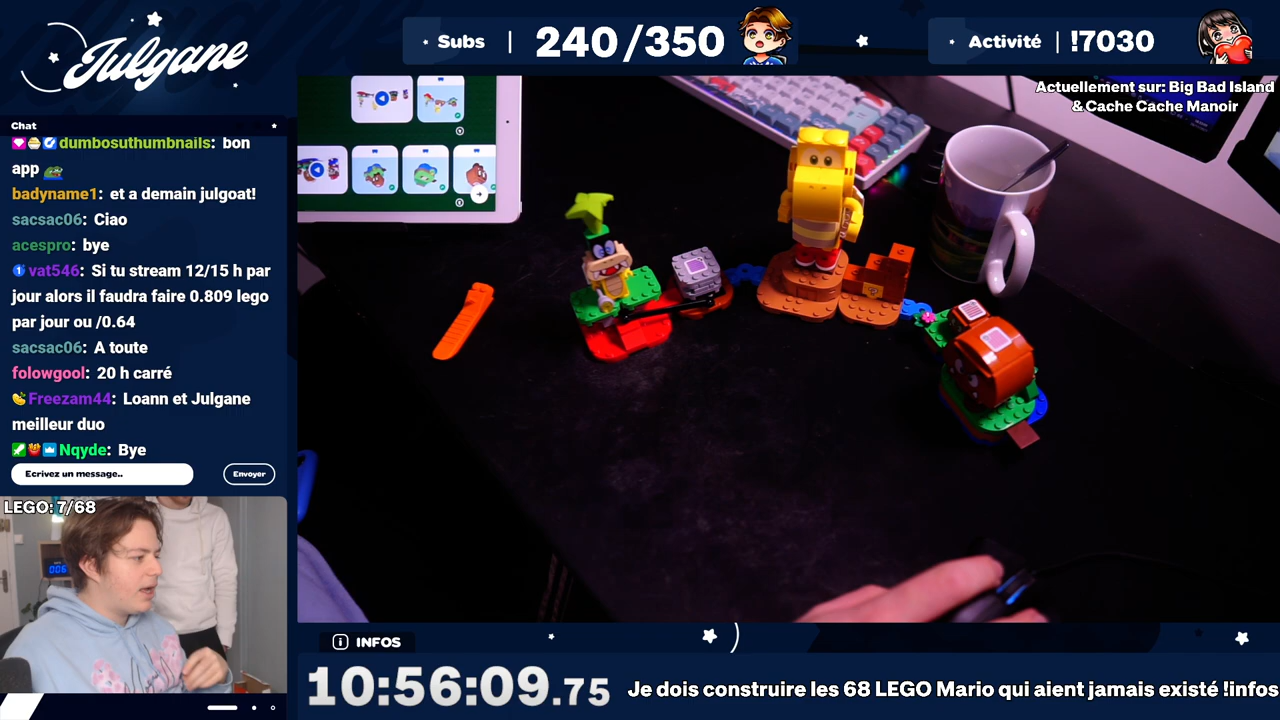 Julgane
Subs | 240/350
Activité | !7030
Actuellement sur: Big Bad Island
& Cache Cache Manoir
Chat
dumbosuthumbnails: bon
app
badyname1: et a demain julgoat!
sacsac06: Ciao
acespro: bye
vat546: Si tu stream 12/15 h par
jour alors il faudra faire 0.809 lego
par jour ou /0.64
sacsac06: A toute
folowgool: 20 h carré
Freezam44: Loann et Julgane
meilleur duo
Nqyde: Bye
Ecrivez un message..
Envoyer
LEGO: 7/68
006
INFOS
10:56:09.75
Je dois construire les 68 LEGO Mario qui aient jamais existé !infos